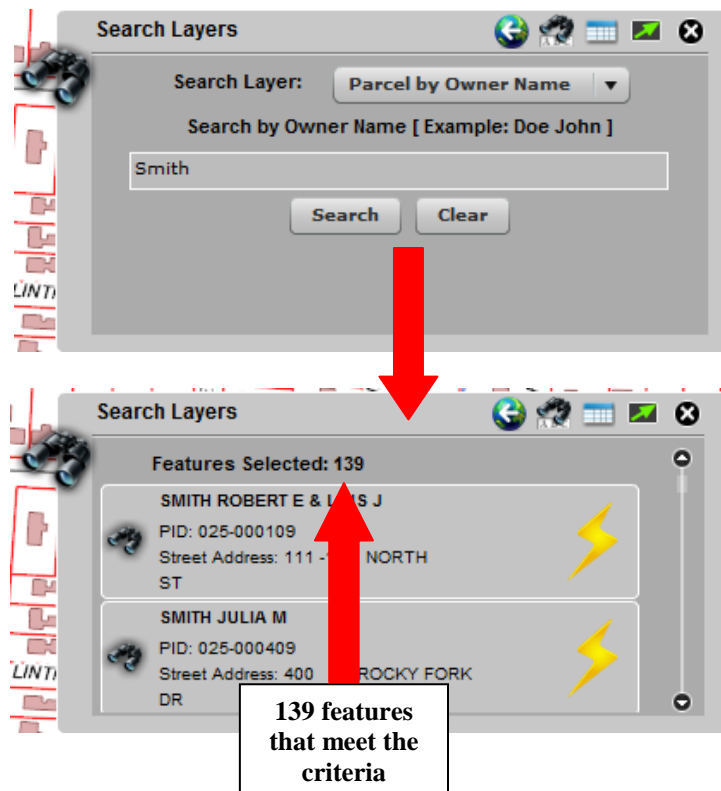 Search Layers
Search Layer: Parcel by Owner Name
Search by Owner Name [ Example: Doe John ]
Smith
Search Clear
LINT
Search Layers
Features Selected: 139
SMITH ROBERT E & J
PID: 025-000109
Street Address: 111 - NORTH
ST
SMITH JULIA M
PID: 025-000409
Street Address: 400 ROCKY FORK
DR
LINT
139 features
that meet the
criteria